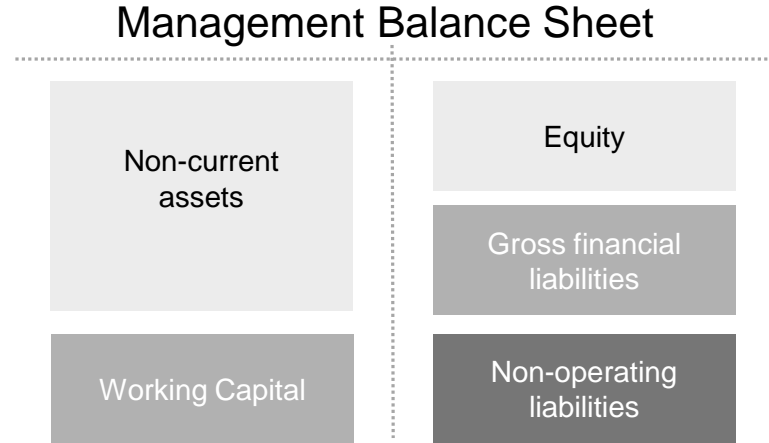 Management Balance Sheet
Non-current
assets
Working Capital
Equity
Gross financial
liabilities
Non-operating
liabilities